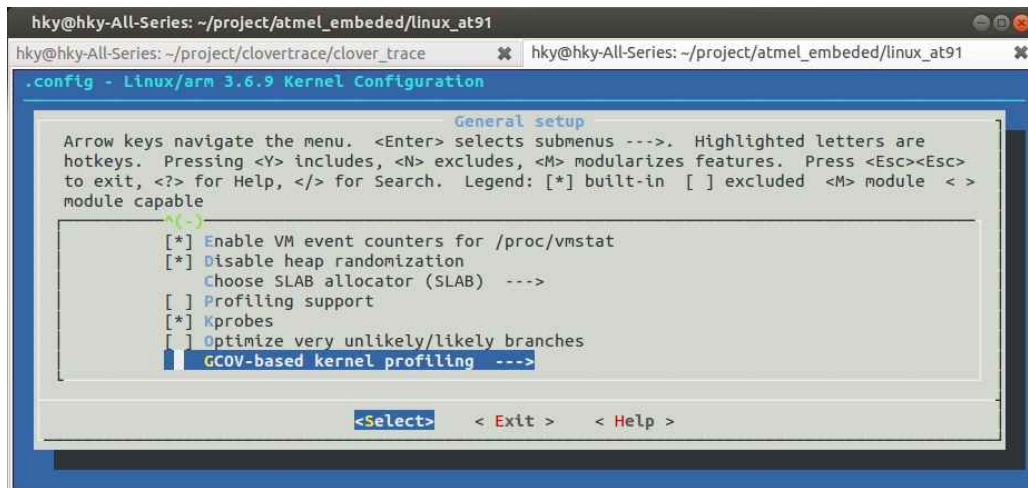 hky@hky-All-Series: ~/project/atmel_embeded/linux_at91
hky@hky-All-Series: ~/project/clovertrace/clover_trace
hky@hky-All-Series: ~/project/atmel_embeded/linux_at91
.config - Linux/arm 3.6.9 Kernel Configuration
General setup
Arrow keys navigate the menu.  <Enter> selects submenus --->.  Highlighted letters are
hotkeys.  Pressing <Y> includes, <N> excludes, <M> modularizes features.  Press <Esc><Esc>
to exit, <?> for Help, </> for Search.  Legend: [*] built-in  [ ] excluded  <M> module  < >
module capable
^(-)
[*] Enable VM event counters for /proc/vmstat
[*] Disable heap randomization
Choose SLAB allocator (SLAB)  --->
[ ] Profiling support
[*] Kprobes
[ ] Optimize very unlikely/likely branches
GCOV-based kernel profiling  --->
<Select>    < Exit >    < Help >